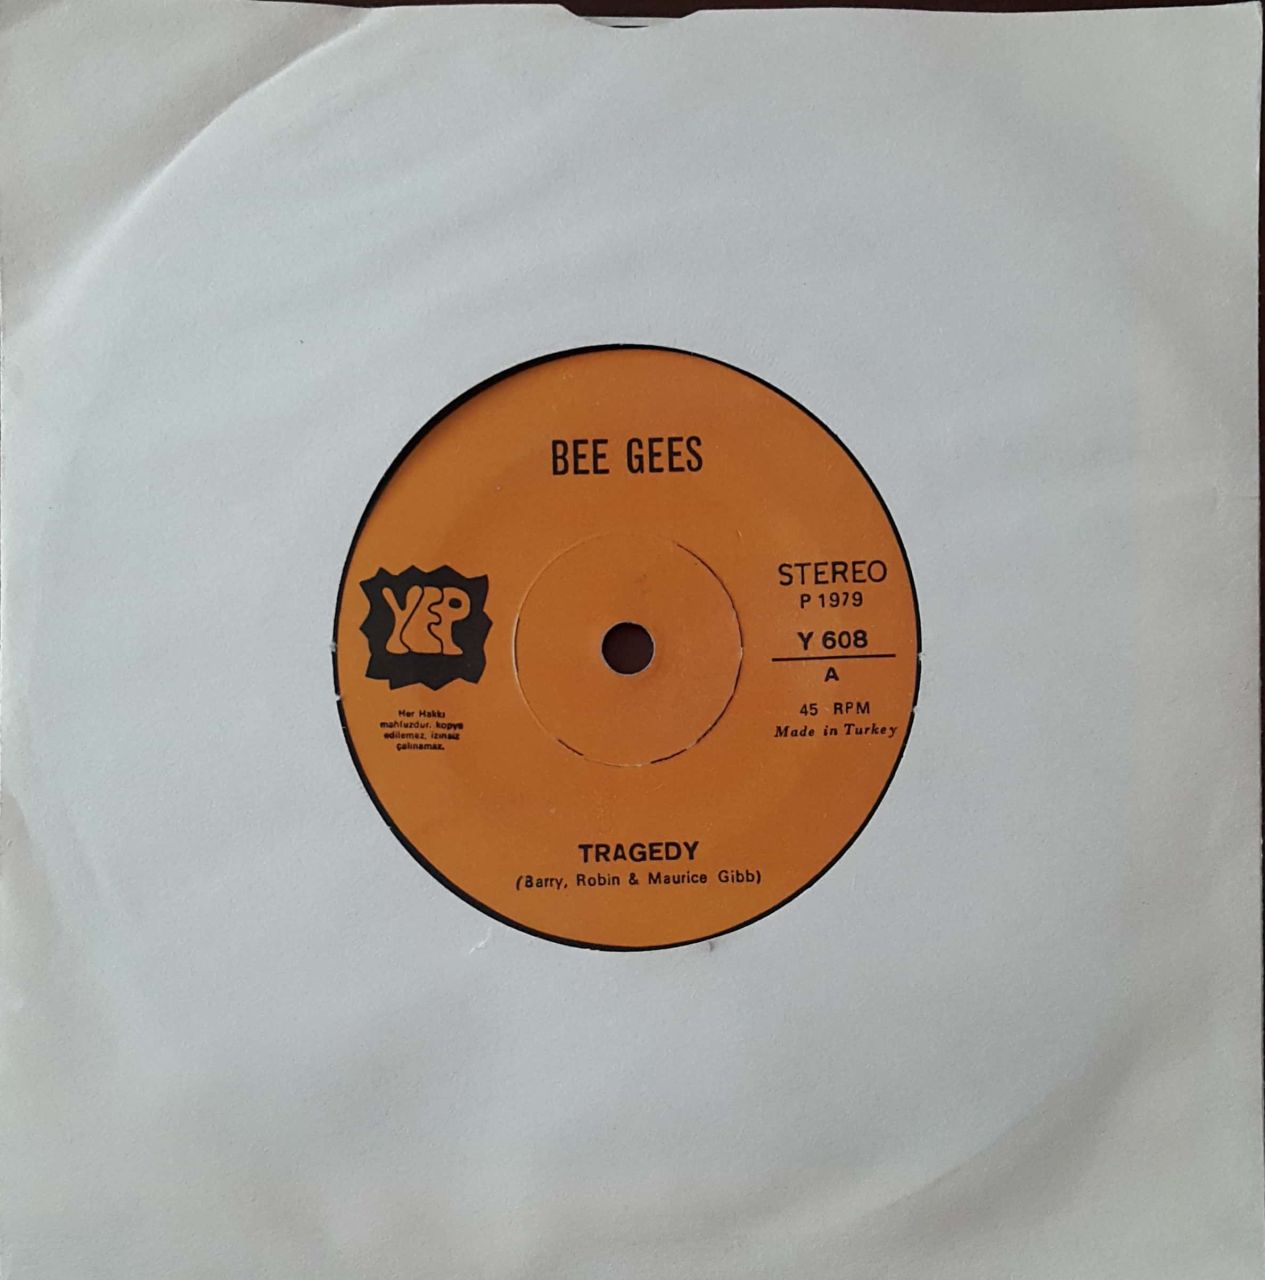 BEE GEES
YEP
Her Hakkı
mahfuzdur. kopye
edilemez. izinsiz
çalınamaz.
STEREO
P 1979
Y 608
A
45 RPM
Made in Turkey
TRAGEDY
(Barry, Robin & Maurice Gibb)